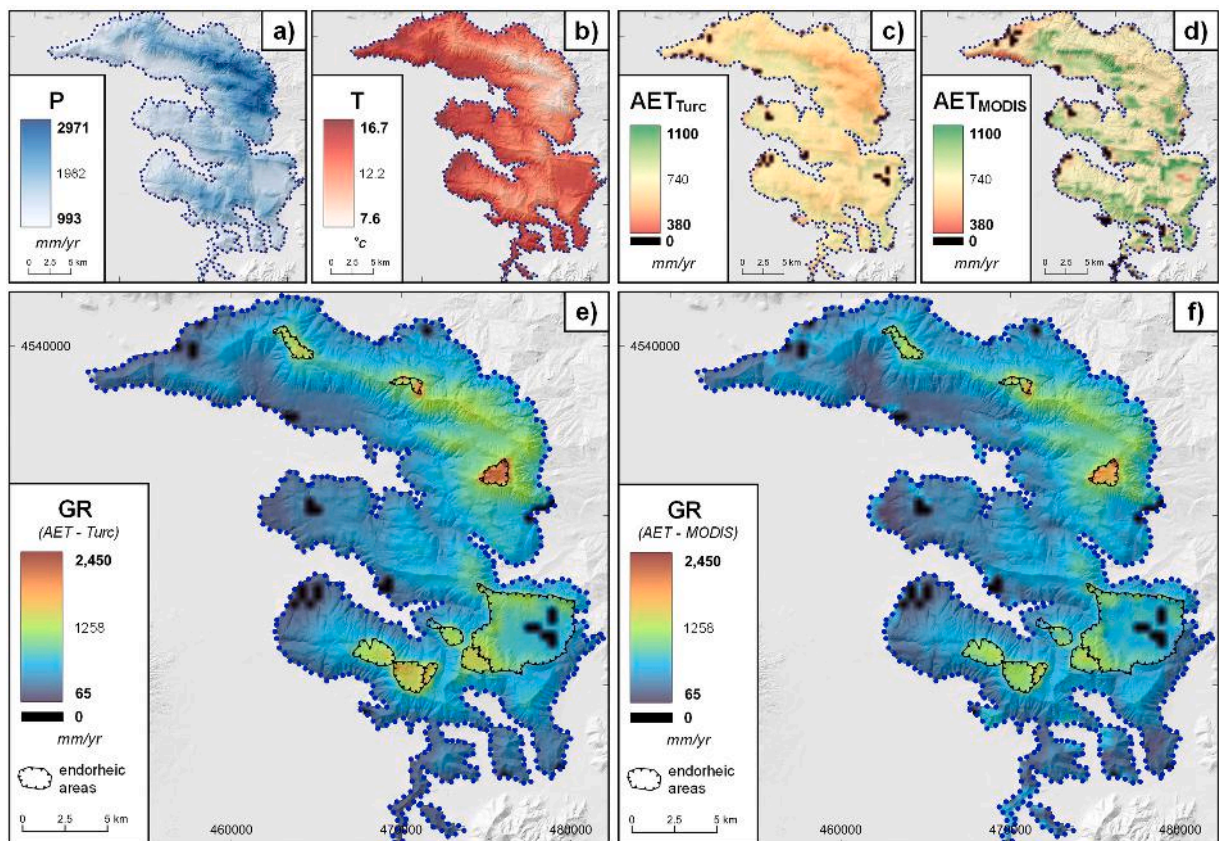 a)
P
2971
1982
993
mm/yr
0 2.5 5 km
b)
T
16.7
12.2
7.6
°c
0 2.5 5 km
c)
AETTurc
1100
740
380
0
mm/yr
0 2.5 5 km
d)
AETMODIS
1100
740
380
0
mm/yr
0 2.5 5 km
e)
4540000
GR
(AET - Turc)
2,450
1258
65
0
mm/yr
endorheic
areas
0 2.5 5 km
460000
470000
480000
f)
4540000
GR
(AET - MODIS)
2,450
1258
65
0
mm/yr
endorheic
areas
0 2.5 5 km
460000
470000
480000